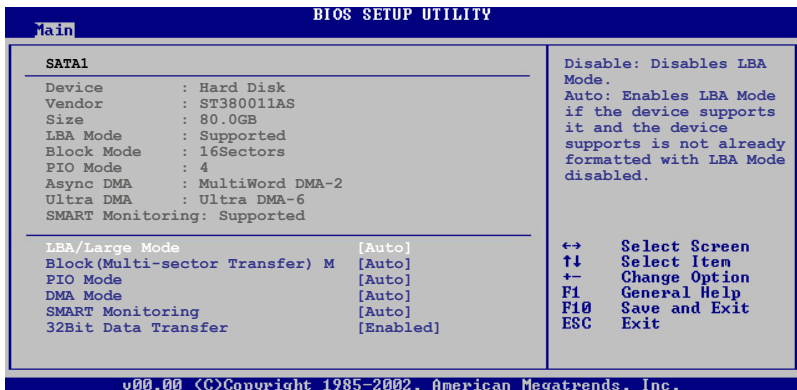 BIOS SETUP UTILITY
Main
SATA1
Device : Hard Disk
Vendor : ST380011AS
Size : 80.0GB
LBA Mode : Supported
Block Mode : 16Sectors
PIO Mode : 4
Async DMA : MultiWord DMA-2
Ultra DMA : Ultra DMA-6
SMART Monitoring: Supported
LBA/Large Mode [Auto]
Block(Multi-sector Transfer) M [Auto]
PIO Mode [Auto]
DMA Mode [Auto]
SMART Monitoring [Auto]
32Bit Data Transfer [Enabled]
Disable: Disables LBA
Mode.
Auto: Enables LBA Mode
if the device supports
it and the device
supports is not already
formatted with LBA Mode
disabled.
←→ Select Screen
↑↓ Select Item
+- Change Option
F1 General Help
F10 Save and Exit
ESC Exit
v00.00 (C)Copyright 1985-2002, American Megatrends, Inc.